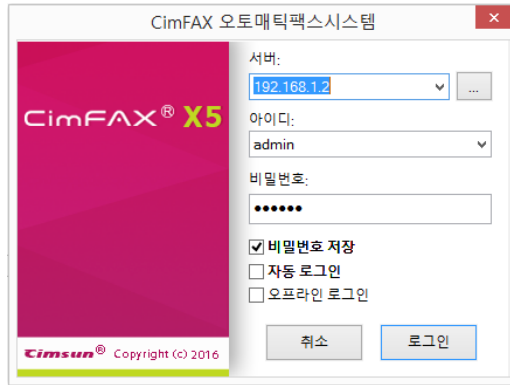 CimFAX 오토매틱팩스시스템
CimFAX® X5
서버:
192.168.1.2
...
아이디:
admin
비밀번호:
●●●●●●
비밀번호 저장
자동 로그인
오프라인 로그인
취소
로그인
Cimsun® Copyright (c) 2016